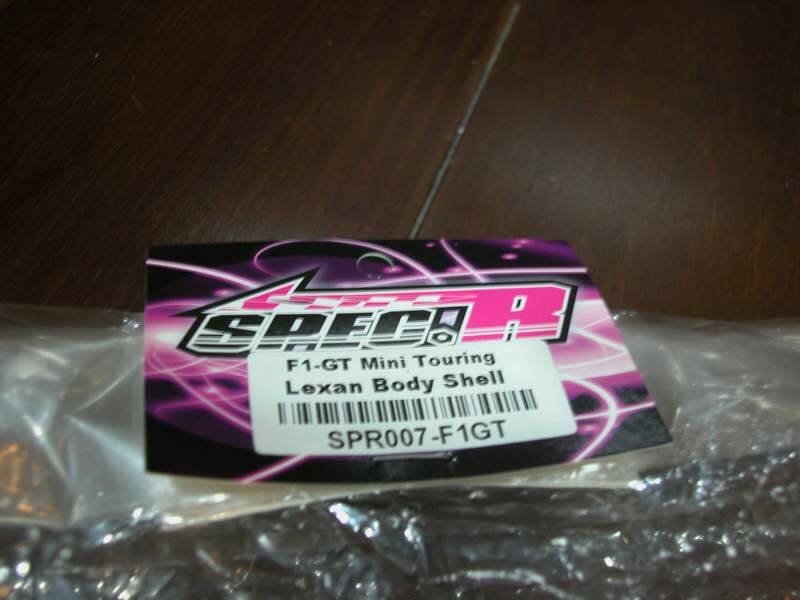 SPEC.R
F1-GT Mini Touring
Lexan Body Shell
SPR007-F1GT